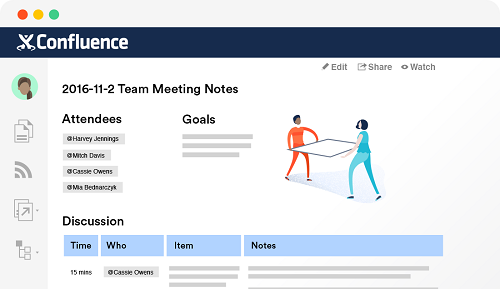 Confluence
Edit Share Watch
2016-11-2 Team Meeting Notes
Attendees Goals
@Harvey Jennings
@Mitch Davis
@Cassie Owens
@Mia Bednarczyk
Discussion
Time Who Item Notes
15 mins @Cassie Owens